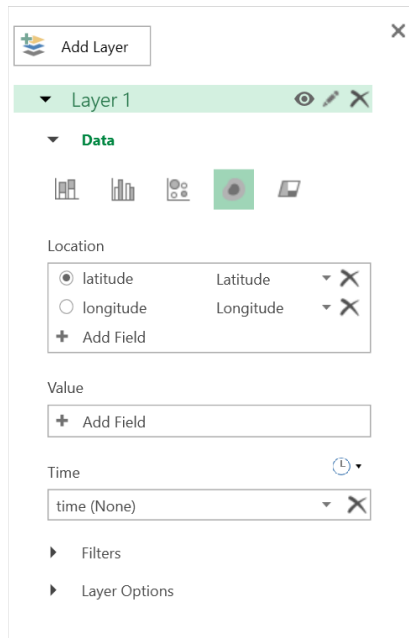 Add Layer
Layer 1
Data
Location
latitude Latitude
longitude Longitude
Add Field
Value
Add Field
Time
time (None)
Filters
Layer Options